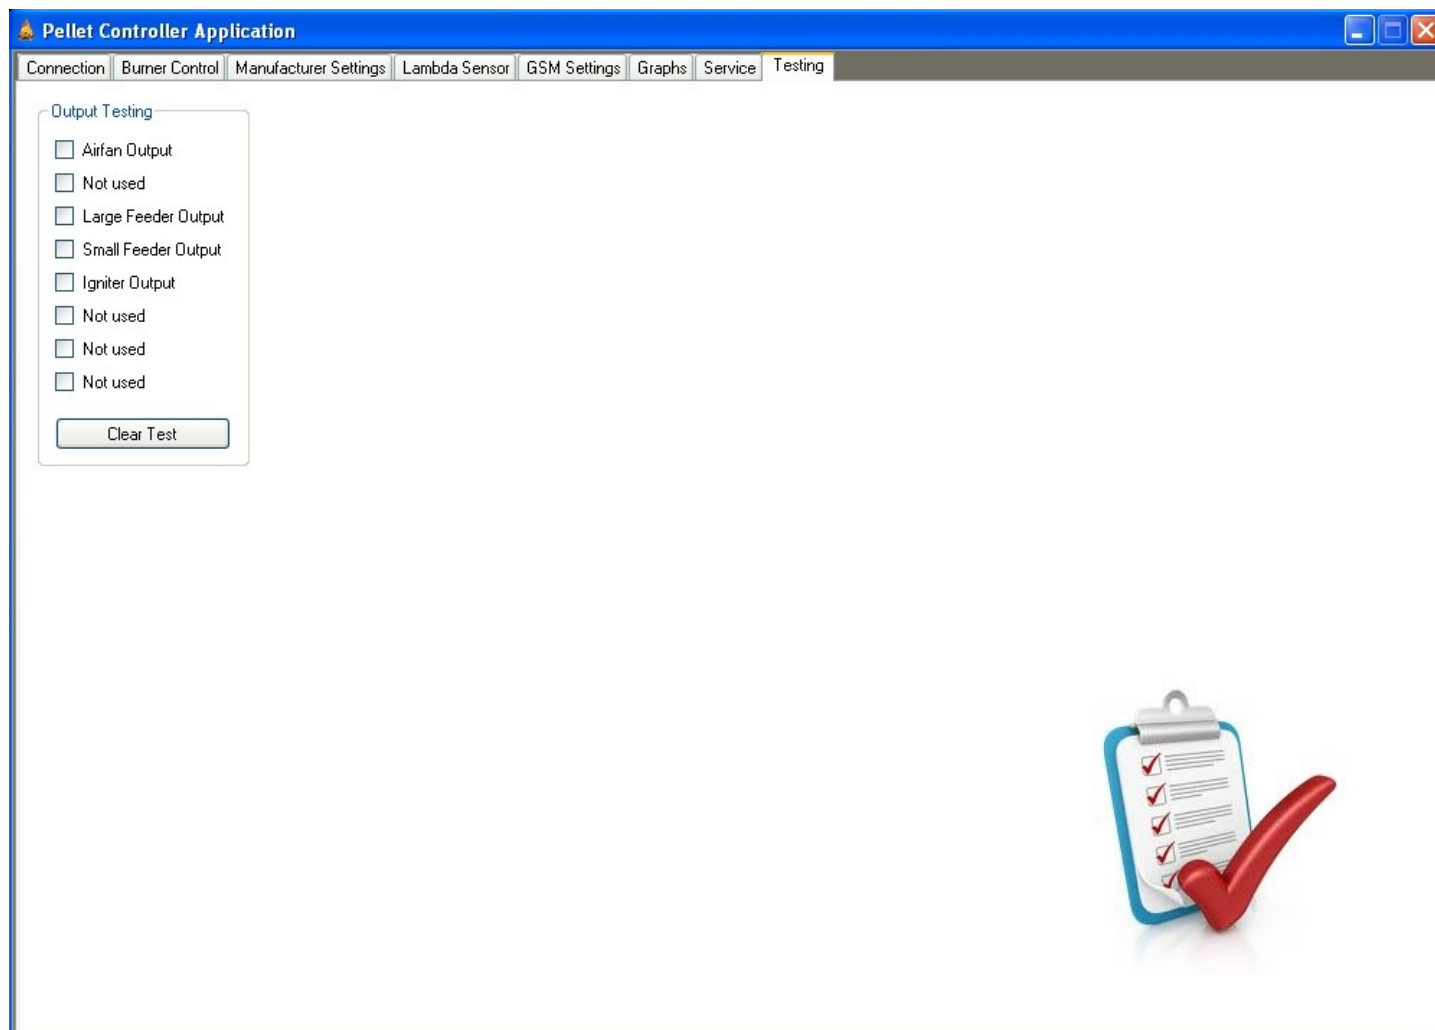 Pellet Controller Application
Connection Burner Control Manufacturer Settings Lambda Sensor GSM Settings Graphs Service Testing
Output Testing
Airfan Output
Not used
Large Feeder Output
Small Feeder Output
Igniter Output
Not used
Not used
Not used
Clear Test